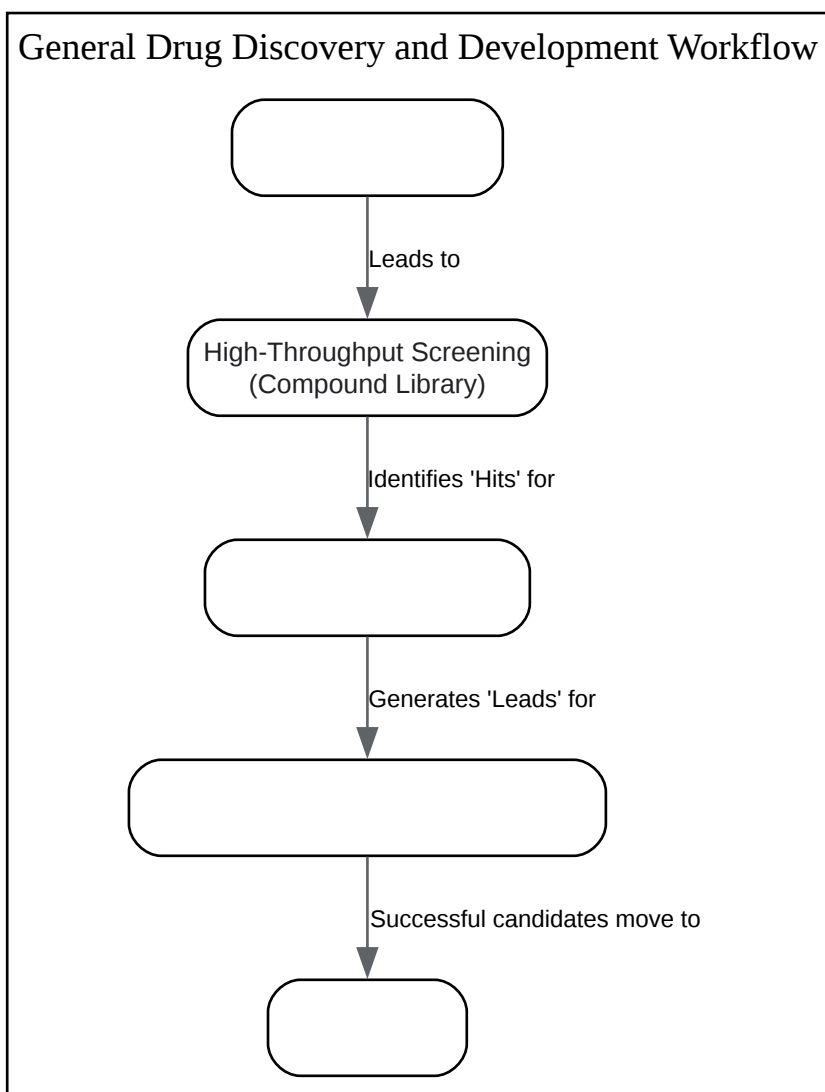 General Drug Discovery and Development Workflow
Leads to
High-Throughput Screening
(Compound Library)
Identifies 'Hits' for
Generates 'Leads' for
Successful candidates move to